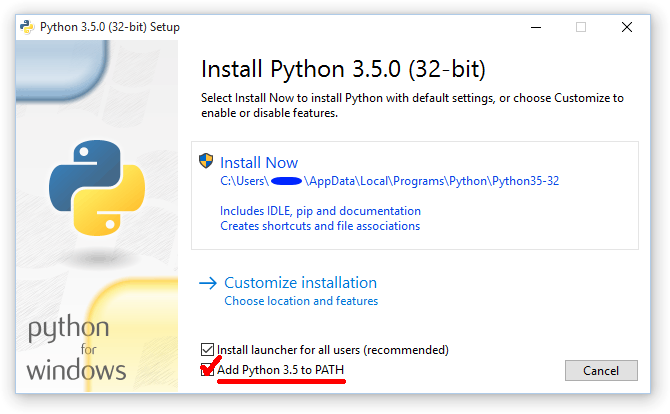 Python 3.5.0 (32-bit) Setup
Install Python 3.5.0 (32-bit)
Select Install Now to install Python with default settings, or choose Customize to
enable or disable features.
Install Now
C:\Users\ \AppData\Local\Programs\Python\Python35-32
Includes IDLE, pip and documentation
Creates shortcuts and file associations
Customize installation
Choose location and features
python
for
windows
Install launcher for all users (recommended)
Add Python 3.5 to PATH
Cancel